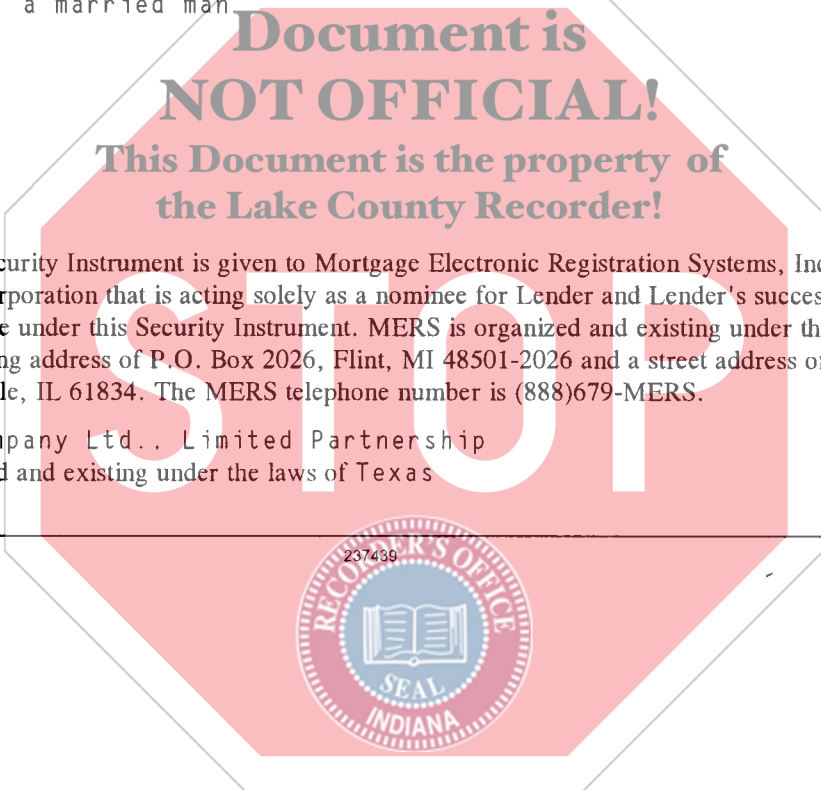 a married man
Document is
NOT OFFICIAL!
This Document is the property of
the Lake County Recorder!
curity Instrument is given to Mortgage Electronic Registration Systems, Inc
rporation that is acting solely as a nominee for Lender and Lender's succes
e under this Security Instrument. MERS is organized and existing under th
ng address of P.O. Box 2026, Flint, MI 48501-2026 and a street address o
le, IL 61834. The MERS telephone number is (888)679-MERS.
STOP
pany Ltd., Limited Partnership
d and existing under the laws of Texas
237439
RECORDER'S OFFICE
SEAL
INDIANA